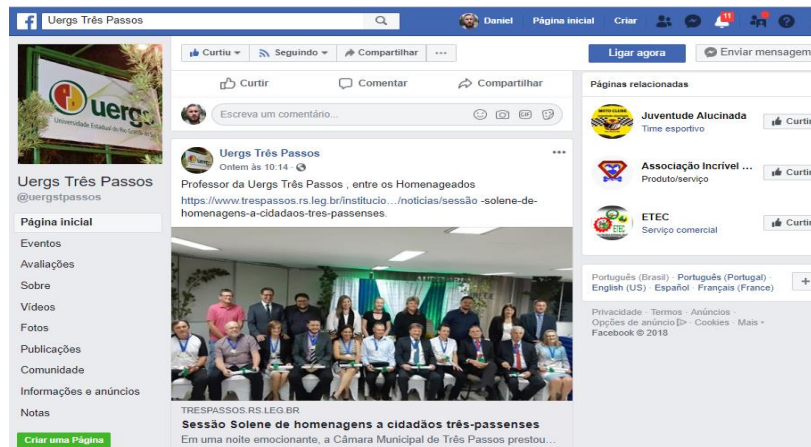 Uergs Três Passos
Daniel Página inicial Criar 11
uergs
Universidade Estadual do Rio Grande do Sul
Uergs Três Passos
@uergstpassos
Página inicial
Eventos
Avaliações
Sobre
Vídeos
Fotos
Publicações
Comunidade
Informações e anúncios
Notas
Criar uma Página
Curtiu Seguindo Compartilhar ...
Curtir Comentar Compartilhar
Escreva um comentário...
GIF
Uergs Três Passos
Ontem às 10:14 ·
Professor da Uergs Três Passos , entre os Homenageados
https://www.trespassos.rs.leg.br/institucio…/noticias/sessão -solene-de-
homenagens-a-cidadaos-tres-passenses.
TRESPASSOS.RS.LEG.BR
Sessão Solene de homenagens a cidadãos três-passenses
Em uma noite emocionante, a Câmara Municipal de Três Passos prestou…
Ligar agora Enviar mensagem
Páginas relacionadas
MOTO CLUBE
Juventude Alucinada
Time esportivo
Curtir
Associação Incrível ...
Produto/serviço
Curtir
ETEC
ETEC
Serviço comercial
Curtir
Português (Brasil) · Português (Portugal) ·
English (US) · Español · Français (France)
+
Privacidade · Termos · Anúncios ·
Opções de anúncio · Cookies · Mais
Facebook © 2018